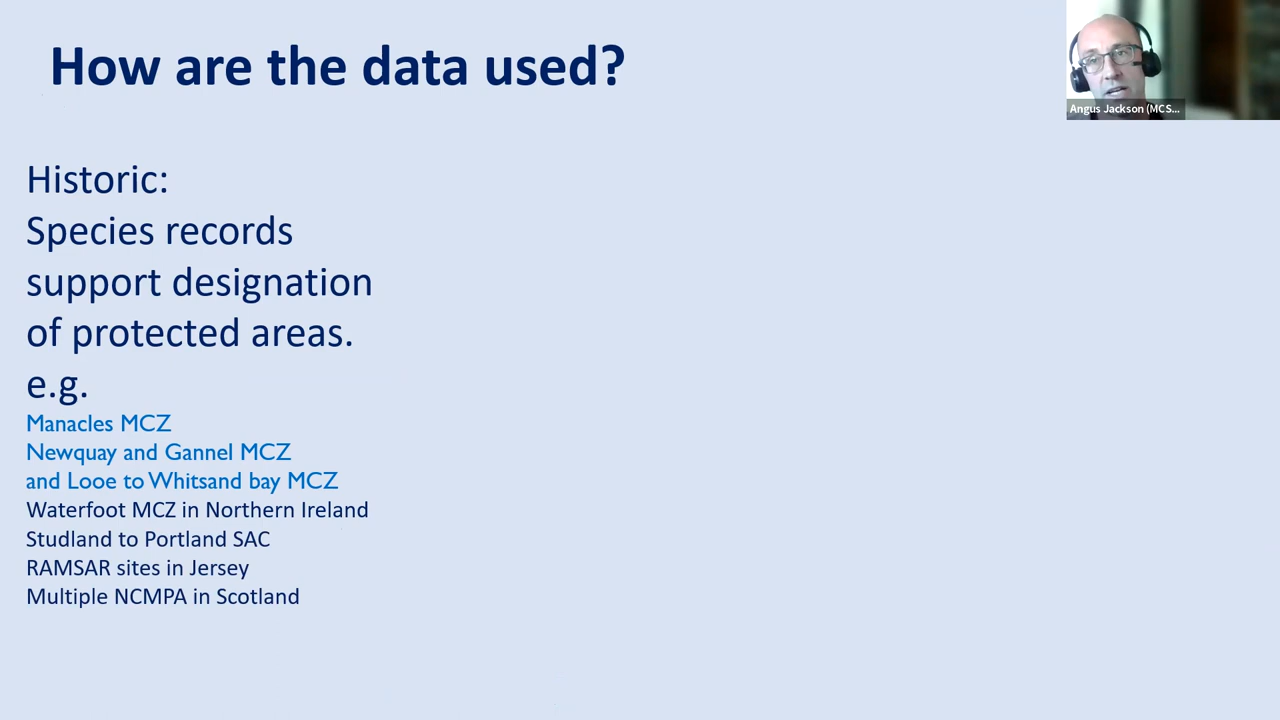 How are the data used?
Angus Jackson (MCS...
Historic:
Species records
support designation
of protected areas.
e.g.
Manacles MCZ
Newquay and Gannel MCZ
and Looe to Whitsand bay MCZ
Waterfoot MCZ in Northern Ireland
Studland to Portland SAC
RAMSAR sites in Jersey
Multiple NCMPA in Scotland